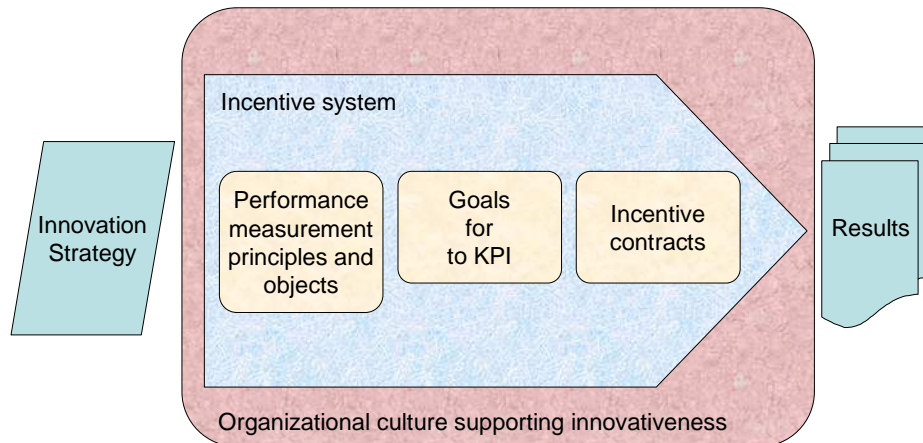 Incentive system
Innovation
Strategy
Performance
measurement
principles and
objects
Goals
for
to KPI
Incentive
contracts
Results
Organizational culture supporting innovativeness